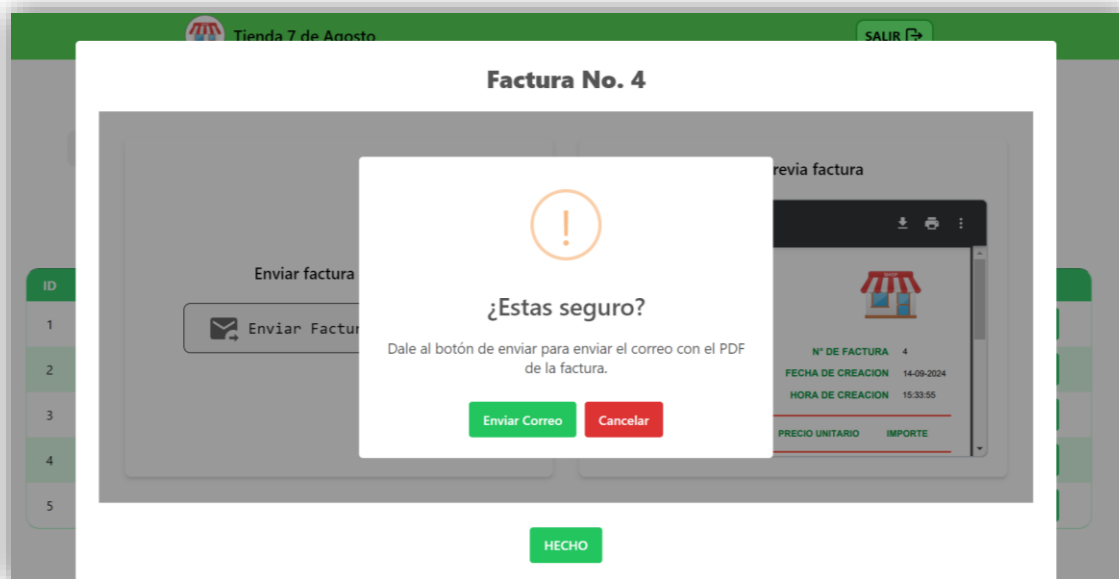 Tienda 7 de Agosto
SALIR
Factura No. 4
revia factura
Enviar factura
Enviar Factur
ID
1
2
3
4
5
SHOP
N° DE FACTURA 4
FECHA DE CREACION 14-09-2024
HORA DE CREACION 15:33:55
PRECIO UNITARIO IMPORTE
!
¿Estas seguro?
Dale al botón de enviar para enviar el correo con el PDF
de la factura.
Enviar Correo Cancelar
HECHO